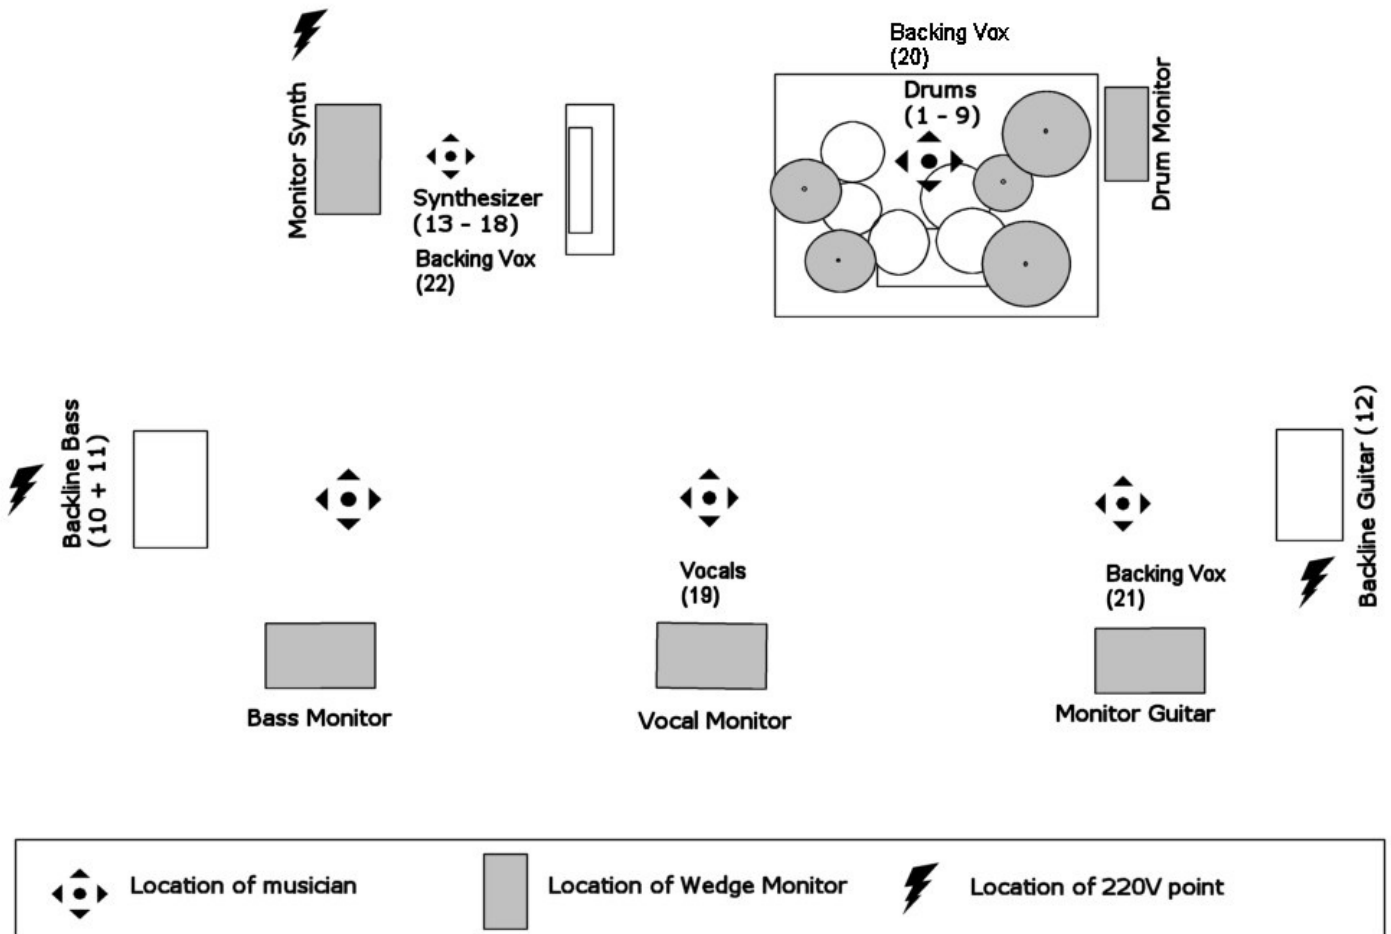 Backing Vox
(20)
Monitor Synth
Drums
(1 - 9)
Drum Monitor
Synthesizer
(13 - 18)
Backing Vox
(22)
Backline Bass
(10 + 11)
Backline Guitar (12)
Vocals
(19)
Backing Vox
(21)
Bass Monitor
Vocal Monitor
Monitor Guitar
Location of musician
Location of Wedge Monitor
Location of 220V point